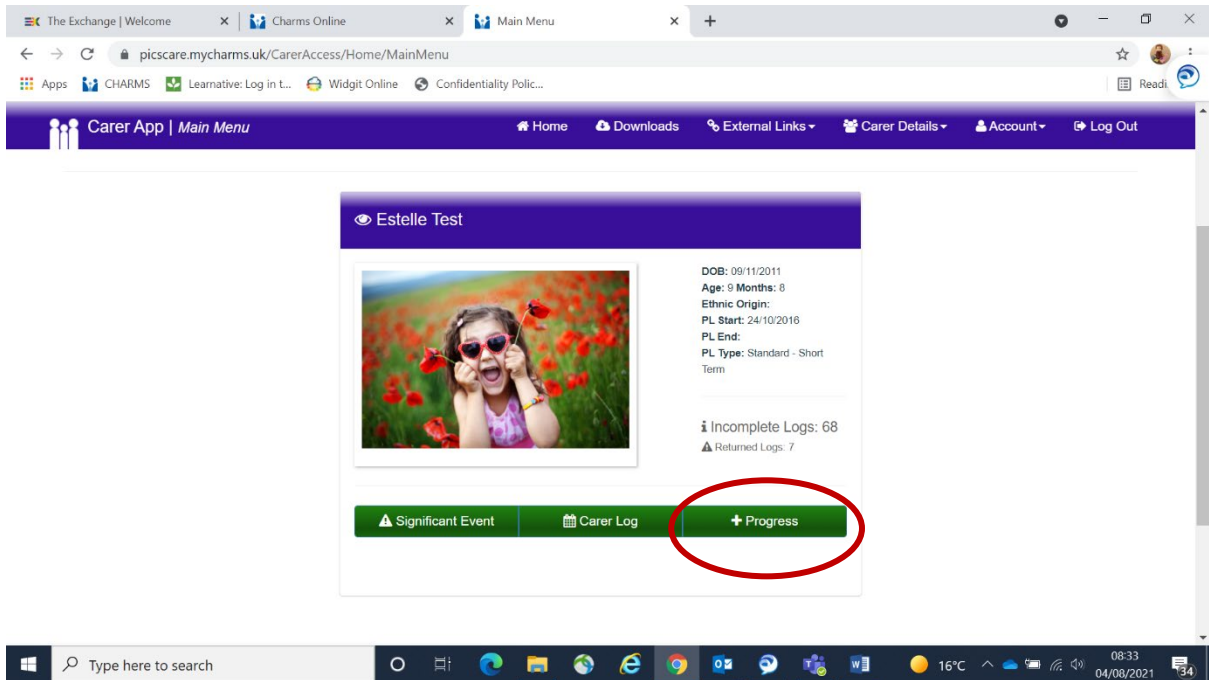 The Exchange | Welcome
Charms Online
Main Menu
picscare.mycharms.uk/CarerAccess/Home/MainMenu
Apps CHARMS Learnative: Log in t... Widgit Online Confidentiality Polic...
Carer App | Main Menu Home Downloads External Links Carer Details Account Log Out
Estelle Test
DOB: 09/11/2011
Age: 9 Months: 8
Ethnic Origin:
PL Start: 24/10/2016
PL End:
PL Type: Standard - Short
Term
Incomplete Logs: 68
Returned Logs: 7
Significant Event Carer Log Progress
Type here to search
16°C
08:33
04/08/2021
34